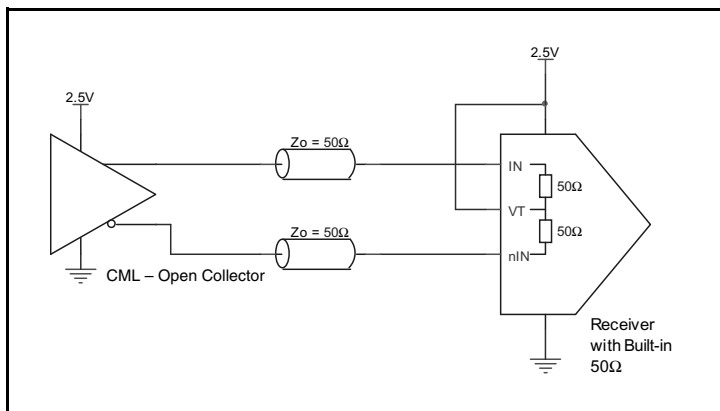 2.5V
2.5V
Zo = 50Ω
IN
50Ω
VT
50Ω
Zo = 50Ω
nIN
CML – Open Collector
Receiver
with Built-in
50Ω